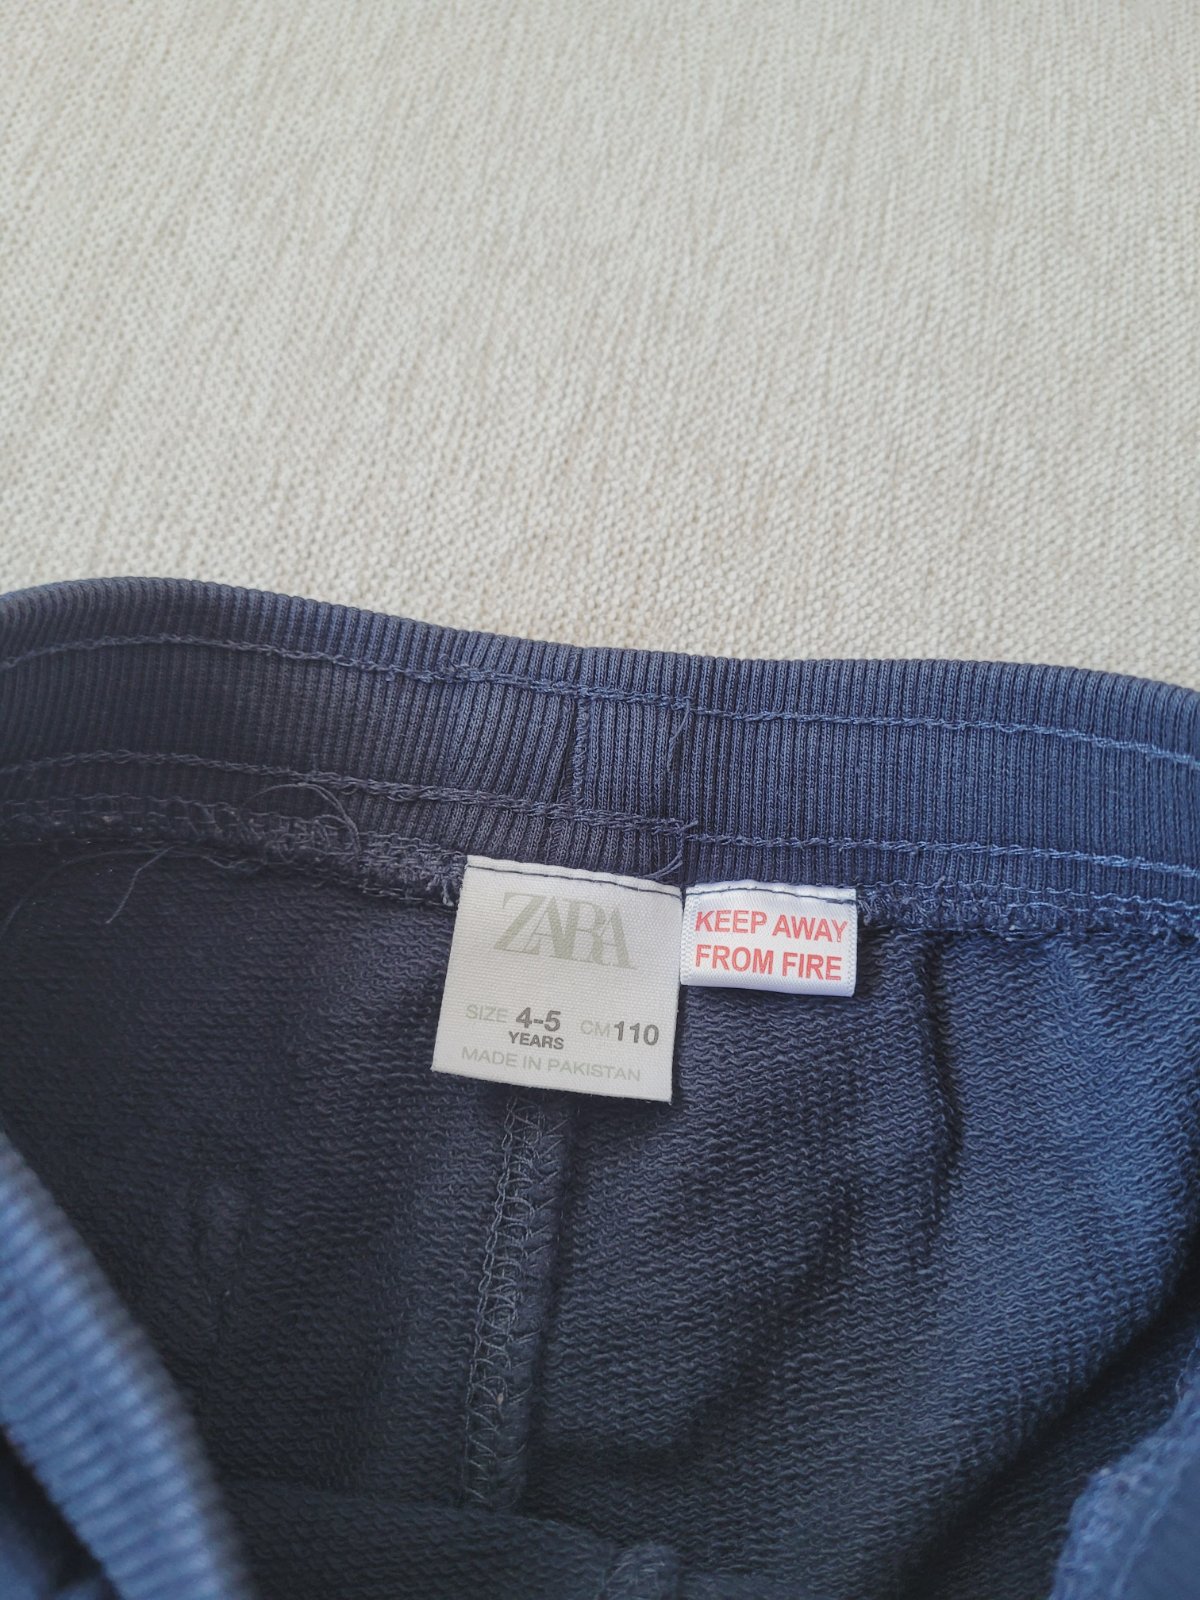 ZARA
SIZE 4-5 YEARS CM 110
MADE IN PAKISTAN
KEEP AWAY
FROM FIRE